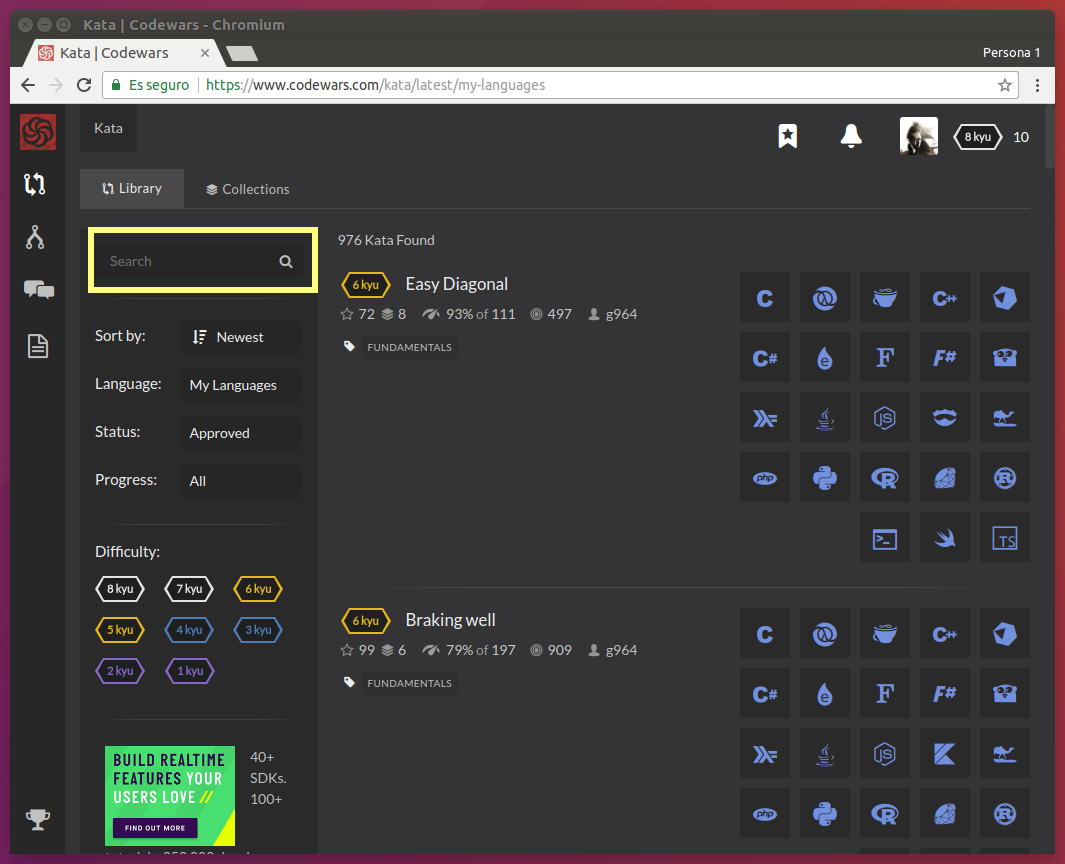 Kata | Codewars - Chromium
Kata | Codewars
Persona 1
Es seguro
https://www.codewars.com/kata/latest/my-languages
Kata
8 kyu
10
Library
Collections
Search
Sort by:
Newest
Language:
My Languages
Status:
Approved
Progress:
All
Difficulty:
8 kyu
7 kyu
6 kyu
5 kyu
4 kyu
3 kyu
2 kyu
1 kyu
BUILD REALTIME
FEATURES YOUR
USERS LOVE //
FIND OUT MORE
40+
SDKs.
100+
976 Kata Found
6 kyu
Easy Diagonal
72
8
93% of 111
497
g964
FUNDAMENTALS
C
C++
C#
e
F
F#
JS
php
R
R
>_
TS
6 kyu
Braking well
99
6
79% of 197
909
g964
FUNDAMENTALS
C
C++
C#
e
F
F#
JS
php
R
R